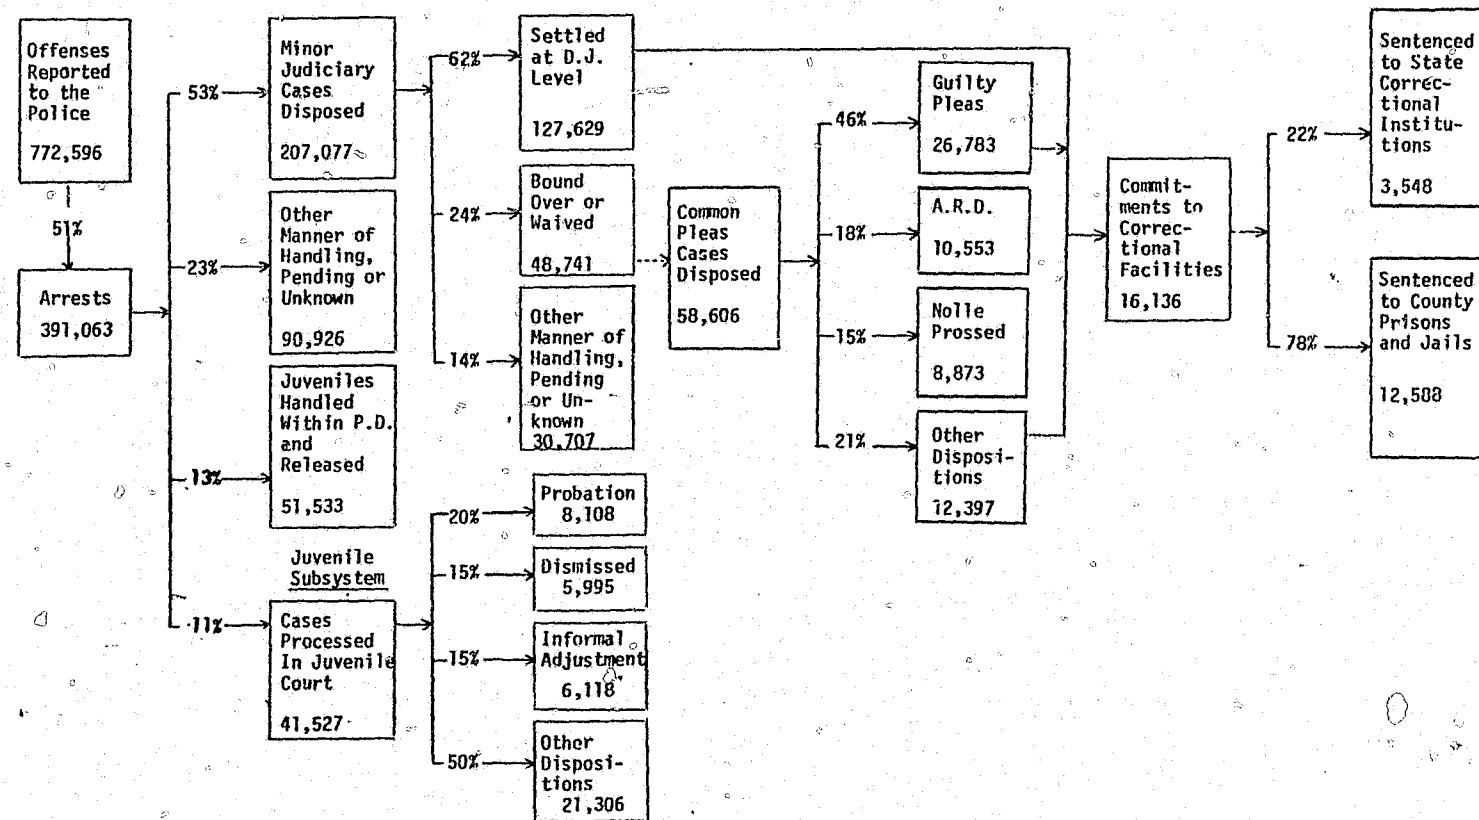 Offenses
Reported
to the
Police
772,596
51%
Arrests
391,063
53%
23%
13%
11%
Minor
Judiciary
Cases
Disposed
207,077
Other
Manner of
Handling,
Pending or
Unknown
90,926
Juveniles
Handled
Within P.D.
and
Released
51,533
Juvenile
Subsystem
Cases
Processed
In Juvenile
Court
41,527
62%
24%
14%
Settled
at D.J.
Level
127,629
Bound
Over or
Waived
48,741
Other
Manner of
Handling,
Pending
or Un-
known
30,707
20%
15%
15%
50%
Probation
8,108
Dismissed
5,995
Informal
Adjustment
6,118
Other
Disposi-
tions
21,306
Common
Pleas
Cases
Disposed
58,606
46%
18%
15%
21%
Guilty
Pleas
26,783
A.R.D.
10,553
Nolle
Prossed
8,873
Other
Disposi-
tions
12,397
Commit-
ments to
Correc-
tional
Facilities
16,136
22%
78%
Sentenced
to State
Correc-
tional
Institu-
tions
3,548
Sentenced
to County
Prisons
and Jails
12,588